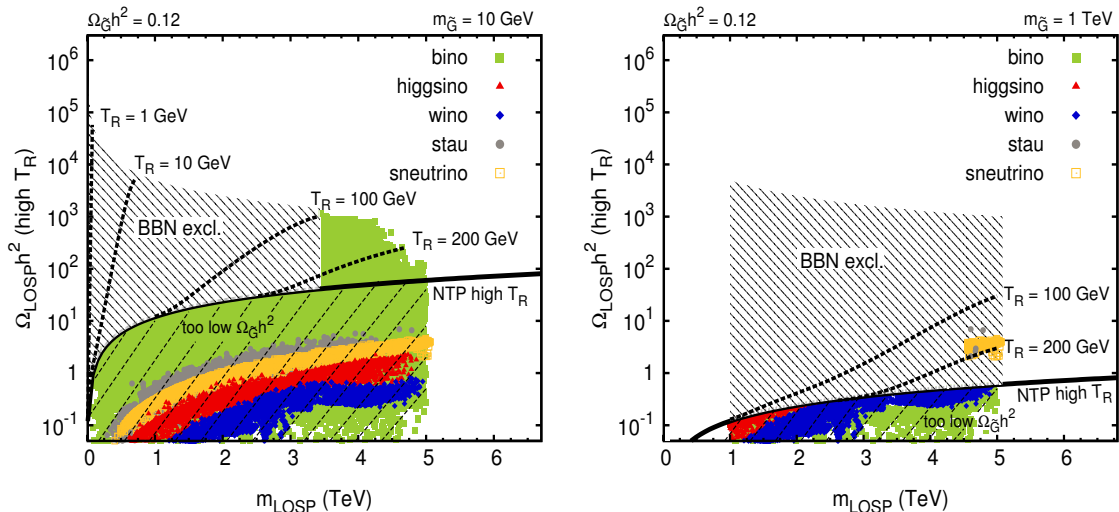 Ω_G̃h² = 0.12
m_G̃ = 10 GeV
10⁶
10⁵
10⁴
10³
10²
10
1
10⁻¹
Ω_LOSPh² (high T_R)
bino
higgsino
wino
stau
sneutrino
T_R = 1 GeV
T_R = 10 GeV
T_R = 100 GeV
BBN excl.
T_R = 200 GeV
NTP high T_R
too low Ω_G̃h²
0 1 2 3 4 5 6
m_LOSP (TeV)
Ω_G̃h² = 0.12
m_G̃ = 1 TeV
10⁶
10⁵
10⁴
10³
10²
10
1
10⁻¹
Ω_LOSPh² (high T_R)
bino
higgsino
wino
stau
sneutrino
BBN excl.
T_R = 100 GeV
T_R = 200 GeV
NTP high T_R
too low Ω_G̃h²
0 1 2 3 4 5 6
m_LOSP (TeV)